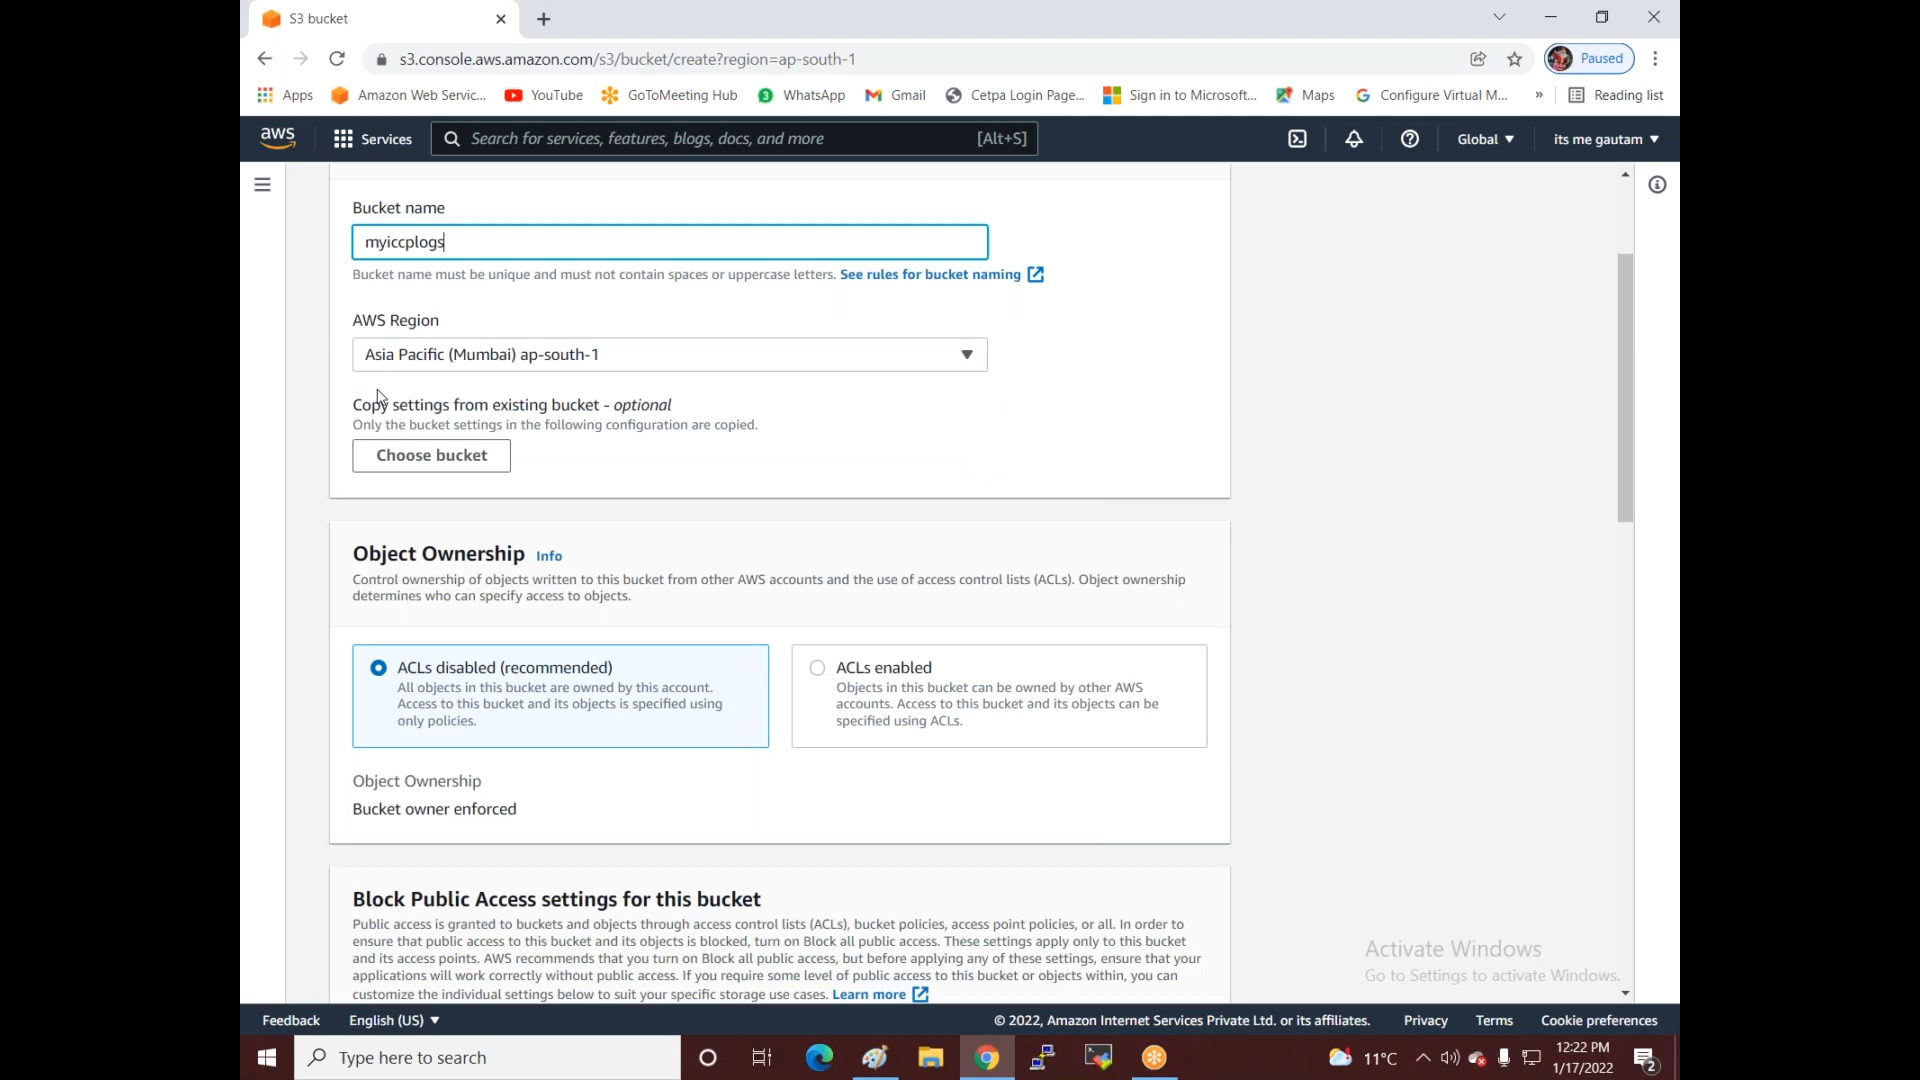 S3 bucket
s3.console.aws.amazon.com/s3/bucket/create?region=ap-south-1
Paused
Apps
Amazon Web Servic...
YouTube
GoToMeeting Hub
3
WhatsApp
Gmail
Cetpa Login Page...
Sign in to Microsoft...
Maps
Configure Virtual M...
»
Reading list
aws
Services
Search for services, features, blogs, docs, and more
[Alt+S]
Global
its me gautam
Bucket name
myiccplogs
Bucket name must be unique and must not contain spaces or uppercase letters. See rules for bucket naming
AWS Region
Asia Pacific (Mumbai) ap-south-1
Copy settings from existing bucket - optional
Only the bucket settings in the following configuration are copied.
Choose bucket
Object Ownership Info
Control ownership of objects written to this bucket from other AWS accounts and the use of access control lists (ACLs). Object ownership
determines who can specify access to objects.
ACLs disabled (recommended)
All objects in this bucket are owned by this account.
Access to this bucket and its objects is specified using
only policies.
ACLs enabled
Objects in this bucket can be owned by other AWS
accounts. Access to this bucket and its objects can be
specified using ACLs.
Object Ownership
Bucket owner enforced
Block Public Access settings for this bucket
Public access is granted to buckets and objects through access control lists (ACLs), bucket policies, access point policies, or all. In order to
ensure that public access to this bucket and its objects is blocked, turn on Block all public access. These settings apply only to this bucket
and its access points. AWS recommends that you turn on Block all public access, but before applying any of these settings, ensure that your
applications will work correctly without public access. If you require some level of public access to this bucket or objects within, you can
customize the individual settings below to suit your specific storage use cases. Learn more
Activate Windows
Go to Settings to activate Windows.
Feedback
English (US)
© 2022, Amazon Internet Services Private Ltd. or its affiliates.
Privacy
Terms
Cookie preferences
Type here to search
11°C
12:22 PM
1/17/2022
2